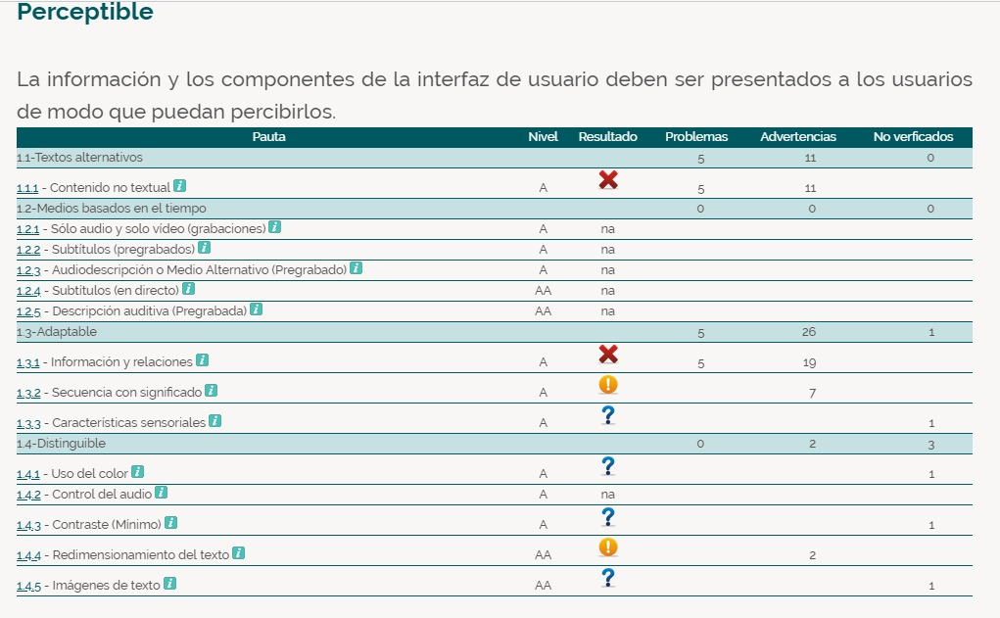 Perceptible
La información y los componentes de la interfaz de usuario deben ser presentados a los usuarios
de modo que puedan percibirlos.
Pauta Nivel Resultado Problemas Advertencias No verficados
1.1-Textos alternativos 5 11 0
1.1.1 - Contenido no textual i A 5 11
1.2-Medios basados en el tiempo 0 0 0
1.2.1 - Sólo audio y solo vídeo (grabaciones) i A na
1.2.2 - Subtítulos (pregrabados) i A na
1.2.3 - Audiodescripción o Medio Alternativo (Pregrabado) i A na
1.2.4 - Subtítulos (en directo) i AA na
1.2.5 - Descripción auditiva (Pregrabada) i AA na
1.3-Adaptable 5 26 1
1.3.1 - Información y relaciones i A 5 19
1.3.2 - Secuencia con significado i A ! 7
1.3.3 - Características sensoriales i A ? 1
1.4-Distinguible 0 2 3
1.4.1 - Uso del color i A ? 1
1.4.2 - Control del audio i A na
1.4.3 - Contraste (Mínimo) i A ? 1
1.4.4 - Redimensionamiento del texto i AA ! 2
1.4.5 - Imágenes de texto i AA ? 1